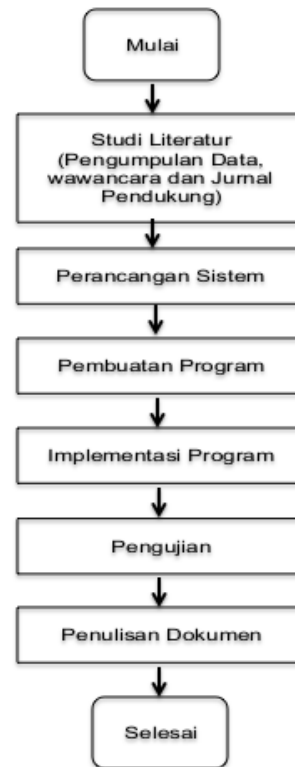 Mulai
Studi Literatur
(Pengumpulan Data,
wawancara dan Jurnal
Pendukung)
Perancangan Sistem
Pembuatan Program
Implementasi Program
Pengujian
Penulisan Dokumen
Selesai